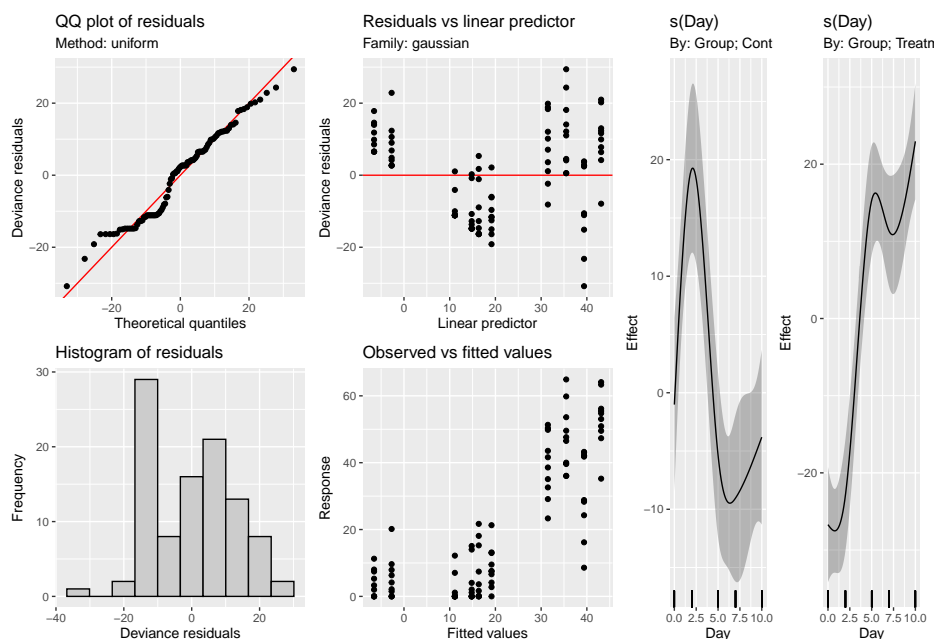 QQ plot of residuals
Method: uniform
Deviance residuals
20
0
−20
−20
0
20
Theoretical quantiles
Residuals vs linear predictor
Family: gaussian
Deviance residuals
20
0
−20
0
10
20
30
40
Linear predictor
Histogram of residuals
Frequency
30
20
10
0
−40
−20
0
20
Deviance residuals
Observed vs fitted values
Response
60
40
20
0
0
10
20
30
40
Fitted values
s(Day)
By: Group; Cont
Effect
20
10
0
−10
0.0
2.5
5.0
7.5
10.0
Day
s(Day)
By: Group; Treatm
Effect
20
0
−20
0.0
2.5
5.0
7.5
10.0
Day